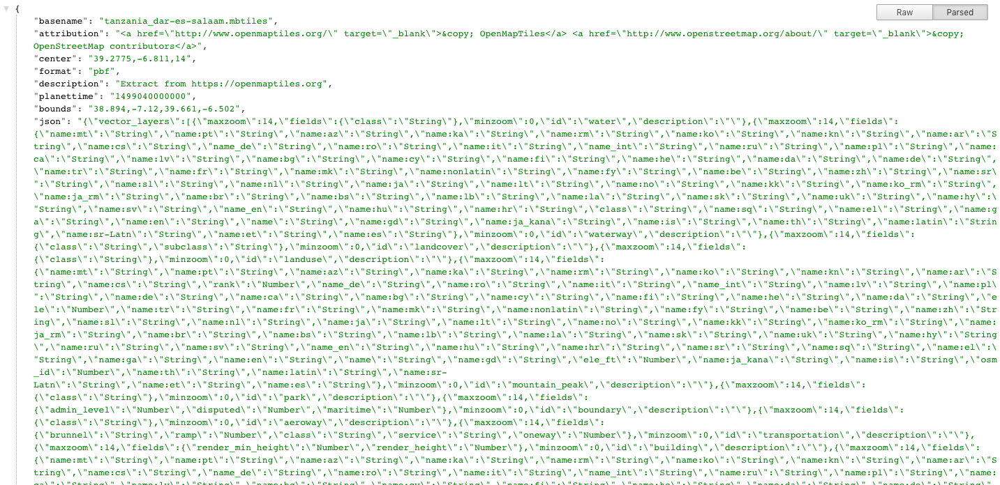 {
Raw Parsed
"basename": "tanzania_dar-es-salaam.mbtiles",
"attribution": "<a href=\"http://www.openmaptiles.org/\" target=\"_blank\">&copy; OpenMapTiles</a> <a href=\"http://www.openstreetmap.org/about/\" target=\"_blank\">&copy;
OpenStreetMap contributors</a>",
"center": "39.2775,-6.811,14",
"format": "pbf",
"description": "Extract from https://openmaptiles.org",
"planettime": "1499040000000",
"bounds": "38.894,-7.12,39.661,-6.502",
"json": "{\"vector_layers\":[{\"maxzoom\":14,\"fields\":{\"class\":\"String\"},\"minzoom\":0,\"id\":\"water\",\"description\":\"\"},{\"maxzoom\":14,\"fields\":
{\"name:mt\":\"String\",\"name:pt\":\"String\",\"name:az\":\"String\",\"name:ka\":\"String\",\"name:rm\":\"String\",\"name:ko\":\"String\",\"name:kn\":\"String\",\"name:ar\":\"S
tring\",\"name:cs\":\"String\",\"name_de\":\"String\",\"name:ro\":\"String\",\"name:it\":\"String\",\"name_int\":\"String\",\"name:ru\":\"String\",\"name:pl\":\"String\",\"name:
ca\":\"String\",\"name:lv\":\"String\",\"name:bg\":\"String\",\"name:cy\":\"String\",\"name:fi\":\"String\",\"name:he\":\"String\",\"name:da\":\"String\",\"name:de\":\"String\",
\"name:tr\":\"String\",\"name:fr\":\"String\",\"name:mk\":\"String\",\"name:nonlatin\":\"String\",\"name:fy\":\"String\",\"name:be\":\"String\",\"name:zh\":\"String\",\"name:sr\
":\"String\",\"name:sl\":\"String\",\"name:nl\":\"String\",\"name:ja\":\"String\",\"name:lt\":\"String\",\"name:no\":\"String\",\"name:kk\":\"String\",\"name:ko_rm\":\"String\",
\"name:ja_rm\":\"String\",\"name:br\":\"String\",\"name:bs\":\"String\",\"name:lb\":\"String\",\"name:la\":\"String\",\"name:sk\":\"String\",\"name:uk\":\"String\",\"name:hy\":\
"String\",\"name:sv\":\"String\",\"name_en\":\"String\",\"name:hu\":\"String\",\"name:hr\":\"String\",\"class\":\"String\",\"name:sq\":\"String\",\"name:el\":\"String\",\"name:g
a\":\"String\",\"name:en\":\"String\",\"name\":\"String\",\"name:gd\":\"String\",\"name:ja_kana\":\"String\",\"name:is\":\"String\",\"name:th\":\"String\",\"name:latin\":\"Strin
g\",\"name:sr-Latn\":\"String\",\"name:et\":\"String\",\"name:es\":\"String\"},\"minzoom\":0,\"id\":\"waterway\",\"description\":\"\"},{\"maxzoom\":14,\"fields\":
{\"class\":\"String\",\"subclass\":\"String\"},\"minzoom\":0,\"id\":\"landcover\",\"description\":\"\"},{\"maxzoom\":14,\"fields\":
{\"class\":\"String\"},\"minzoom\":0,\"id\":\"landuse\",\"description\":\"\"},{\"maxzoom\":14,\"fields\":
{\"name:mt\":\"String\",\"name:pt\":\"String\",\"name:az\":\"String\",\"name:ka\":\"String\",\"name:rm\":\"String\",\"name:ko\":\"String\",\"name:kn\":\"String\",\"name:ar\":\"S
tring\",\"name:cs\":\"String\",\"rank\":\"Number\",\"name_de\":\"String\",\"name:ro\":\"String\",\"name:it\":\"String\",\"name_int\":\"String\",\"name:lv\":\"String\",\"name:pl\
":\"String\",\"name:de\":\"String\",\"name:ca\":\"String\",\"name:bg\":\"String\",\"name:cy\":\"String\",\"name:fi\":\"String\",\"name:he\":\"String\",\"name:da\":\"String\",\"e
le\":\"Number\",\"name:tr\":\"String\",\"name:fr\":\"String\",\"name:mk\":\"String\",\"name:nonlatin\":\"String\",\"name:fy\":\"String\",\"name:be\":\"String\",\"name:zh\":\"Str
ing\",\"name:sl\":\"String\",\"name:nl\":\"String\",\"name:ja\":\"String\",\"name:lt\":\"String\",\"name:no\":\"String\",\"name:kk\":\"String\",\"name:ko_rm\":\"String\",\"name:
ja_rm\":\"String\",\"name:br\":\"String\",\"name:bs\":\"String\",\"name:lb\":\"String\",\"name:la\":\"String\",\"name:sk\":\"String\",\"name:uk\":\"String\",\"name:hy\":\"String
\",\"name:ru\":\"String\",\"name:sv\":\"String\",\"name_en\":\"String\",\"name:hu\":\"String\",\"name:hr\":\"String\",\"name:sr\":\"String\",\"name:sq\":\"String\",\"name:el\":\
"String\",\"name:ga\":\"String\",\"name:en\":\"String\",\"name\":\"String\",\"name:gd\":\"String\",\"ele_ft\":\"Number\",\"name:ja_kana\":\"String\",\"name:is\":\"String\",\"osm
_id\":\"Number\",\"name:th\":\"String\",\"name:latin\":\"String\",\"name:sr-
Latn\":\"String\",\"name:et\":\"String\",\"name:es\":\"String\"},\"minzoom\":0,\"id\":\"mountain_peak\",\"description\":\"\"},{\"maxzoom\":14,\"fields\":
{\"class\":\"String\"},\"minzoom\":0,\"id\":\"park\",\"description\":\"\"},{\"maxzoom\":14,\"fields\":
{\"admin_level\":\"Number\",\"disputed\":\"Number\",\"maritime\":\"Number\"},\"minzoom\":0,\"id\":\"boundary\",\"description\":\"\"},{\"maxzoom\":14,\"fields\":
{\"class\":\"String\"},\"minzoom\":0,\"id\":\"aeroway\",\"description\":\"\"},{\"maxzoom\":14,\"fields\":
{\"brunnel\":\"String\",\"ramp\":\"Number\",\"class\":\"String\",\"service\":\"String\",\"oneway\":\"Number\"},\"minzoom\":0,\"id\":\"transportation\",\"description\":\"\"},
{\"maxzoom\":14,\"fields\":{\"render_min_height\":\"Number\",\"render_height\":\"Number\"},\"minzoom\":0,\"id\":\"building\",\"description\":\"\"},{\"maxzoom\":14,\"fields\":
{\"name:mt\":\"String\",\"name:pt\":\"String\",\"name:az\":\"String\",\"name:ka\":\"String\",\"name:rm\":\"String\",\"name:ko\":\"String\",\"name:kn\":\"String\",\"name:ar\":\"S
tring\",\"name:cs\":\"String\",\"name_de\":\"String\",\"name:ro\":\"String\",\"name:it\":\"String\",\"name_int\":\"String\",\"name:ru\":\"String\",\"name:pl\":\"String\",\"name: